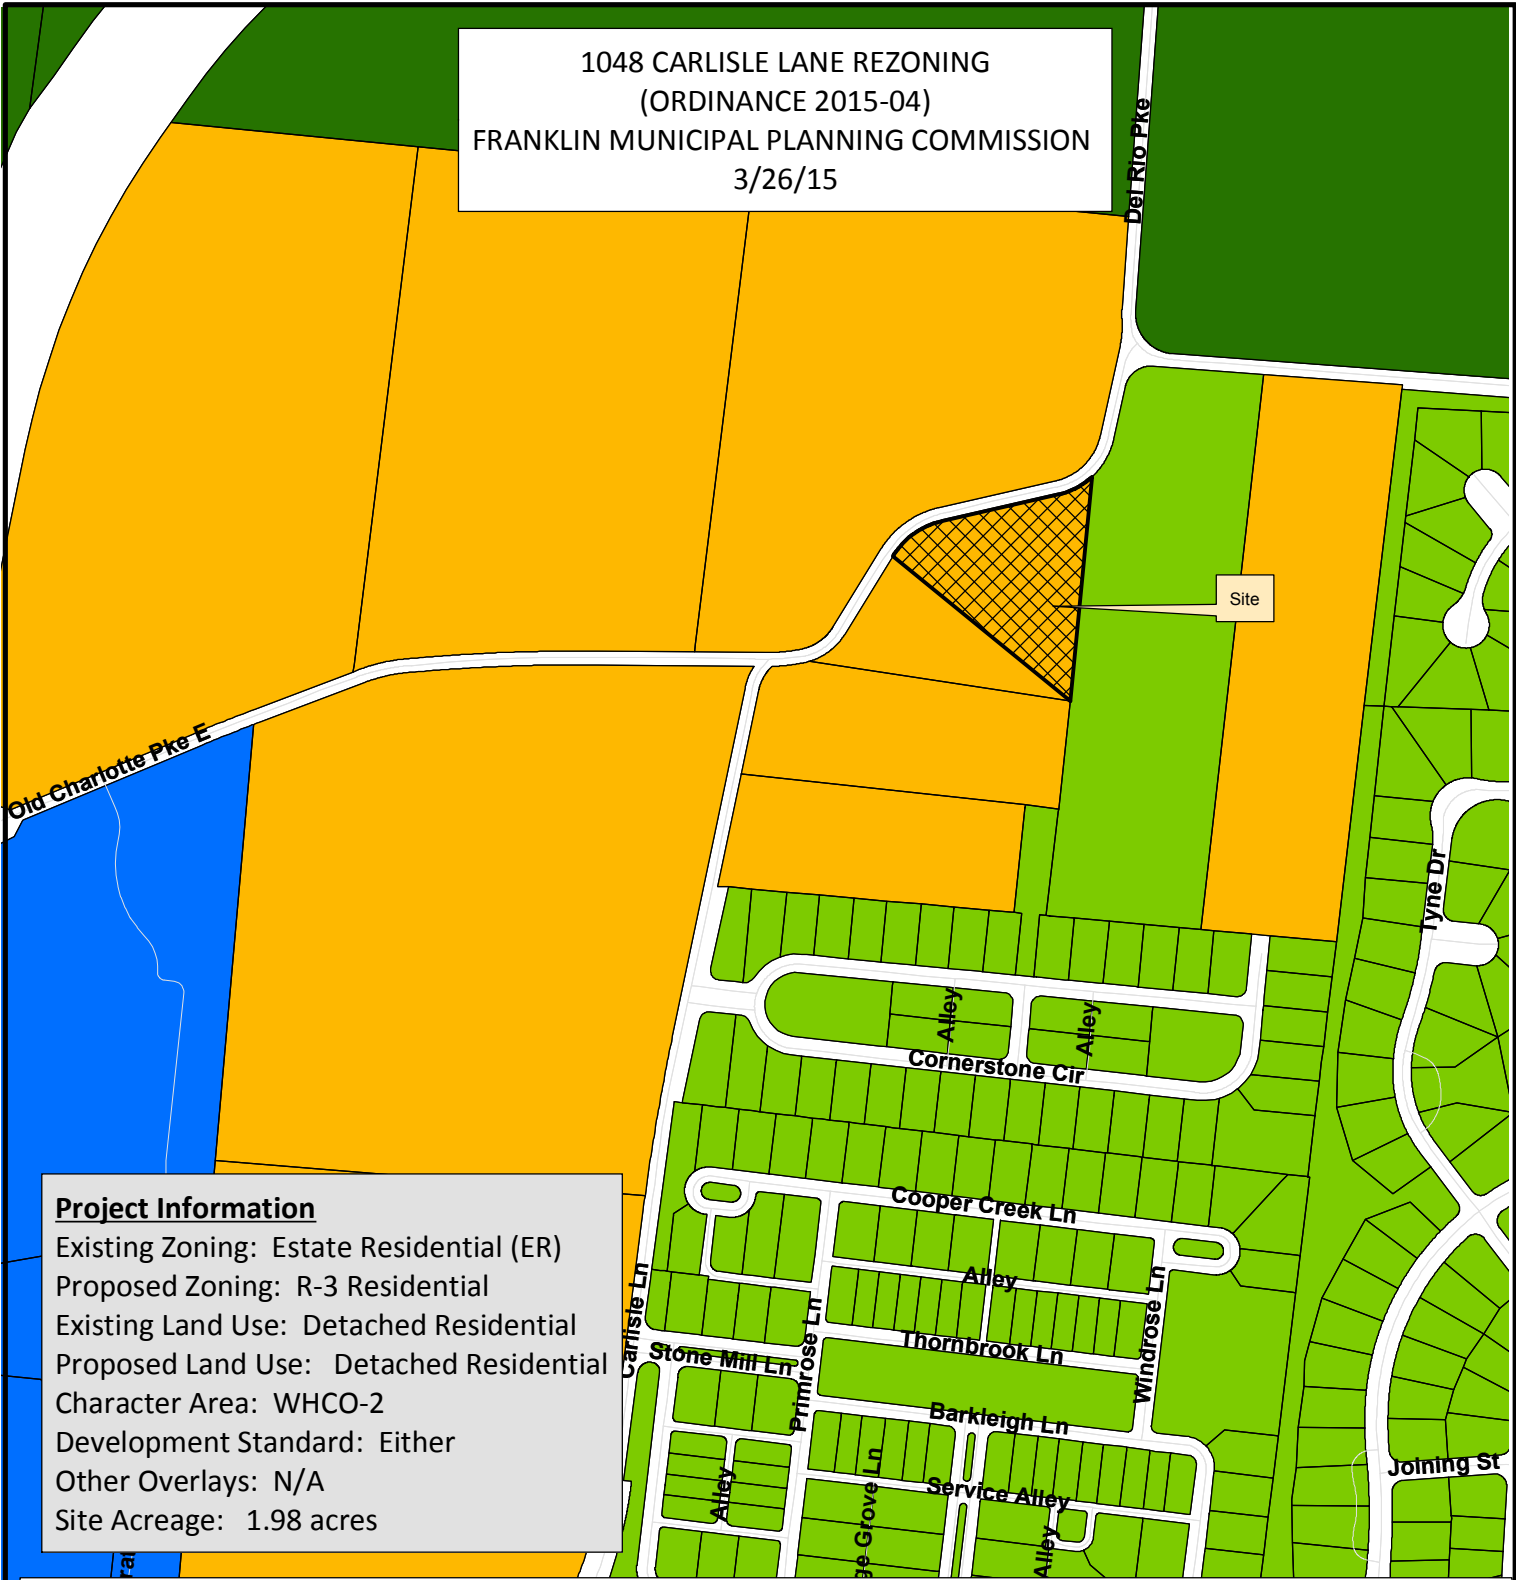 1048 CARLISLE LANE REZONING
(ORDINANCE 2015-04)
FRANKLIN MUNICIPAL PLANNING COMMISSION
3/26/15
Del Rio Pke
Site
Old Charlotte Pke E
Tyne Dr
Alley
Alley
Cornerstone Cir
Cooper Creek Ln
Alley
Carlisle Ln
Primrose Ln
Windrose Ln
Thornbrook Ln
Stone Mill Ln
Barkleigh Ln
Joining St
Service Alley
Alley
ge Grove Ln
Alley
Project Information
Existing Zoning: Estate Residential (ER)
Proposed Zoning: R-3 Residential
Existing Land Use: Detached Residential
Proposed Land Use: Detached Residential
Character Area: WHCO-2
Development Standard: Either
Other Overlays: N/A
Site Acreage: 1.98 acres